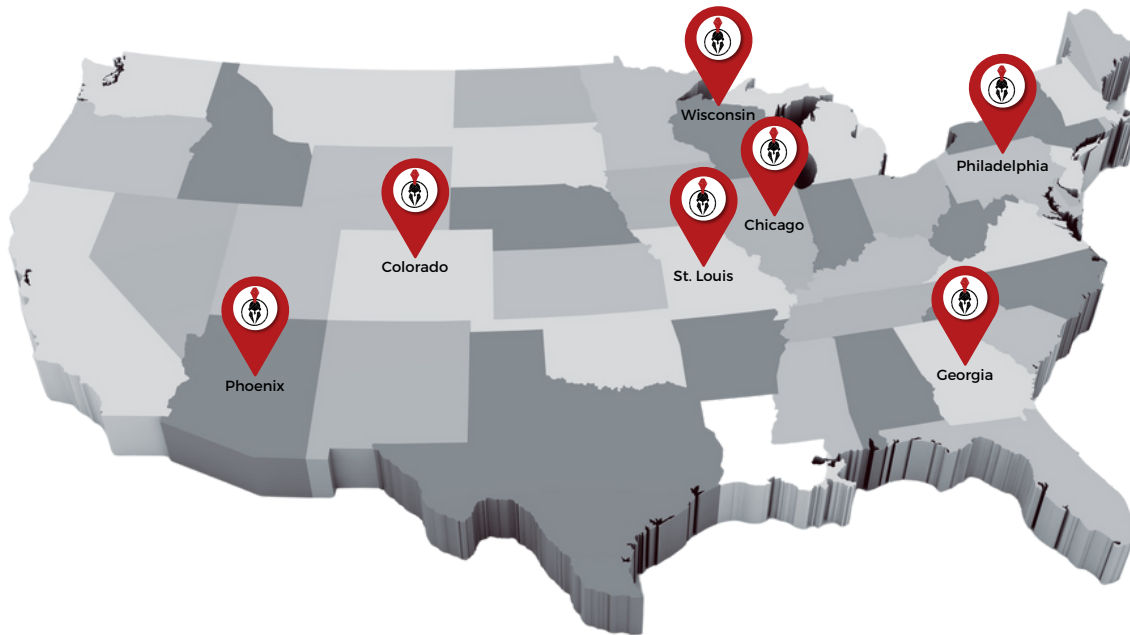 Wisconsin
Philadelphia
Chicago
Colorado
St. Louis
Georgia
Phoenix